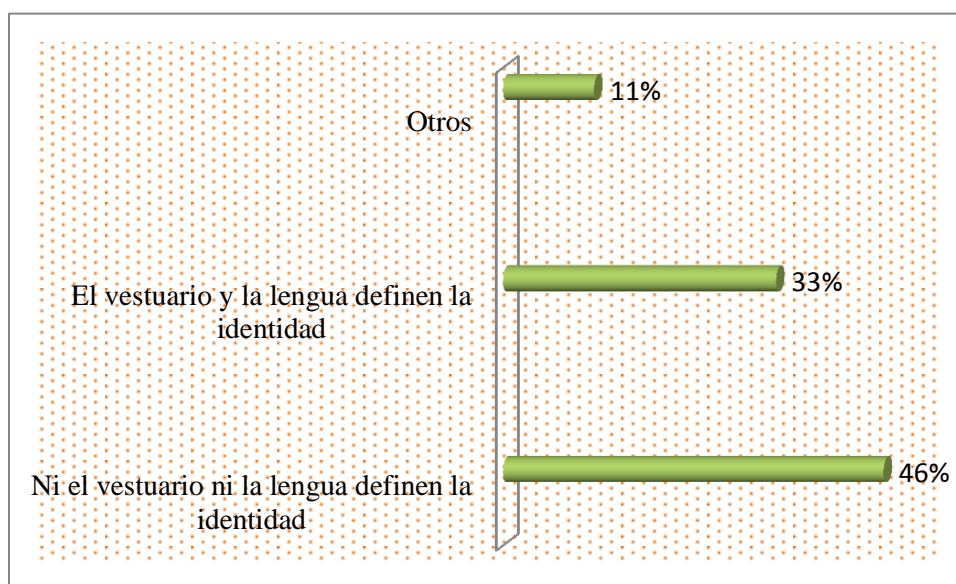 11%
Otros
33%
El vestuario y la lengua definen la
identidad
46%
Ni el vestuario ni la lengua definen la
identidad